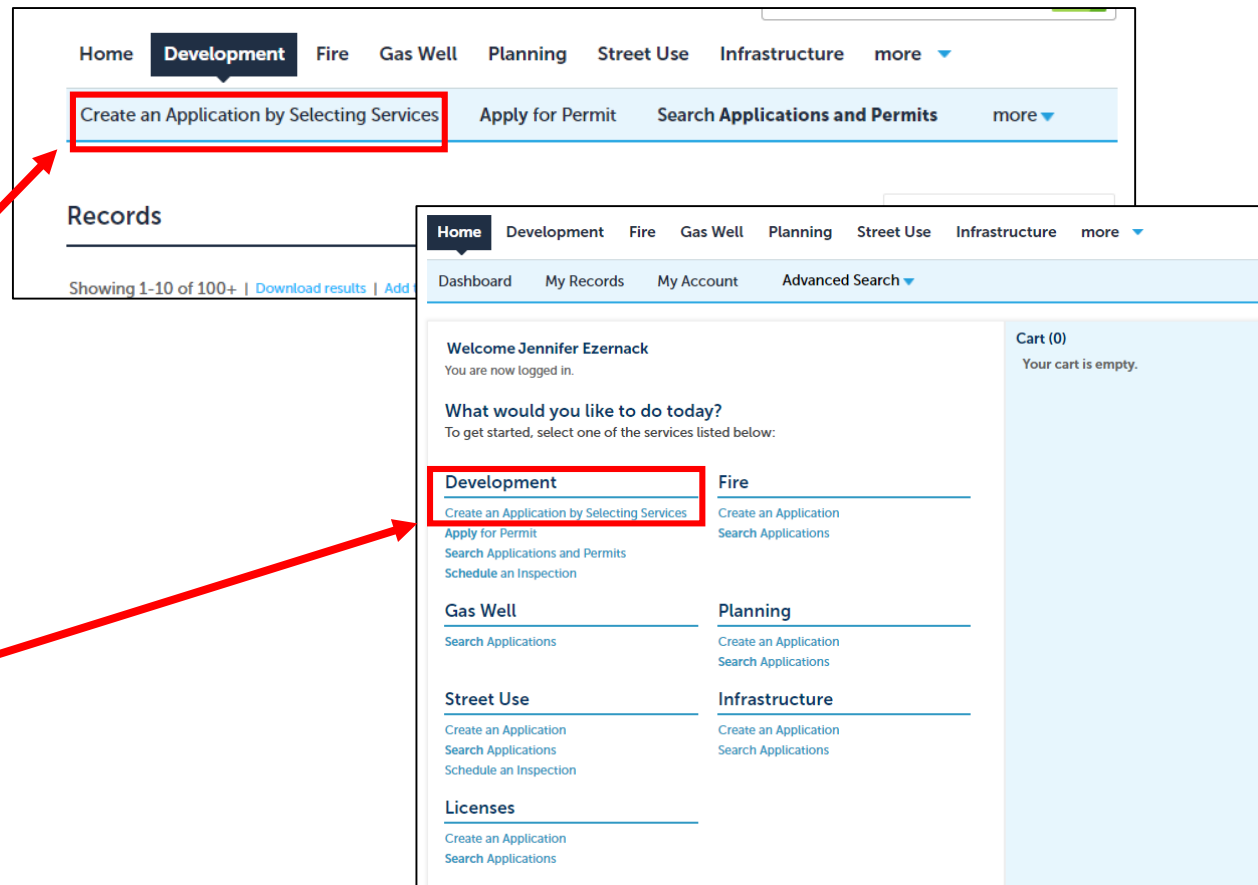 Home Development Fire Gas Well Planning Street Use Infrastructure more
Create an Application by Selecting Services Apply for Permit Search Applications and Permits more
Records
Showing 1-10 of 100+ | Download results | Add
Home Development Fire Gas Well Planning Street Use Infrastructure more
Dashboard My Records My Account Advanced Search
Welcome Jennifer Ezernack
You are now logged in.
What would you like to do today?
To get started, select one of the services listed below:
Development
Create an Application by Selecting Services
Apply for Permit
Search Applications and Permits
Schedule an Inspection
Fire
Create an Application
Search Applications
Gas Well
Search Applications
Planning
Create an Application
Search Applications
Street Use
Create an Application
Search Applications
Schedule an Inspection
Infrastructure
Create an Application
Search Applications
Licenses
Create an Application
Search Applications
Cart (0)
Your cart is empty.